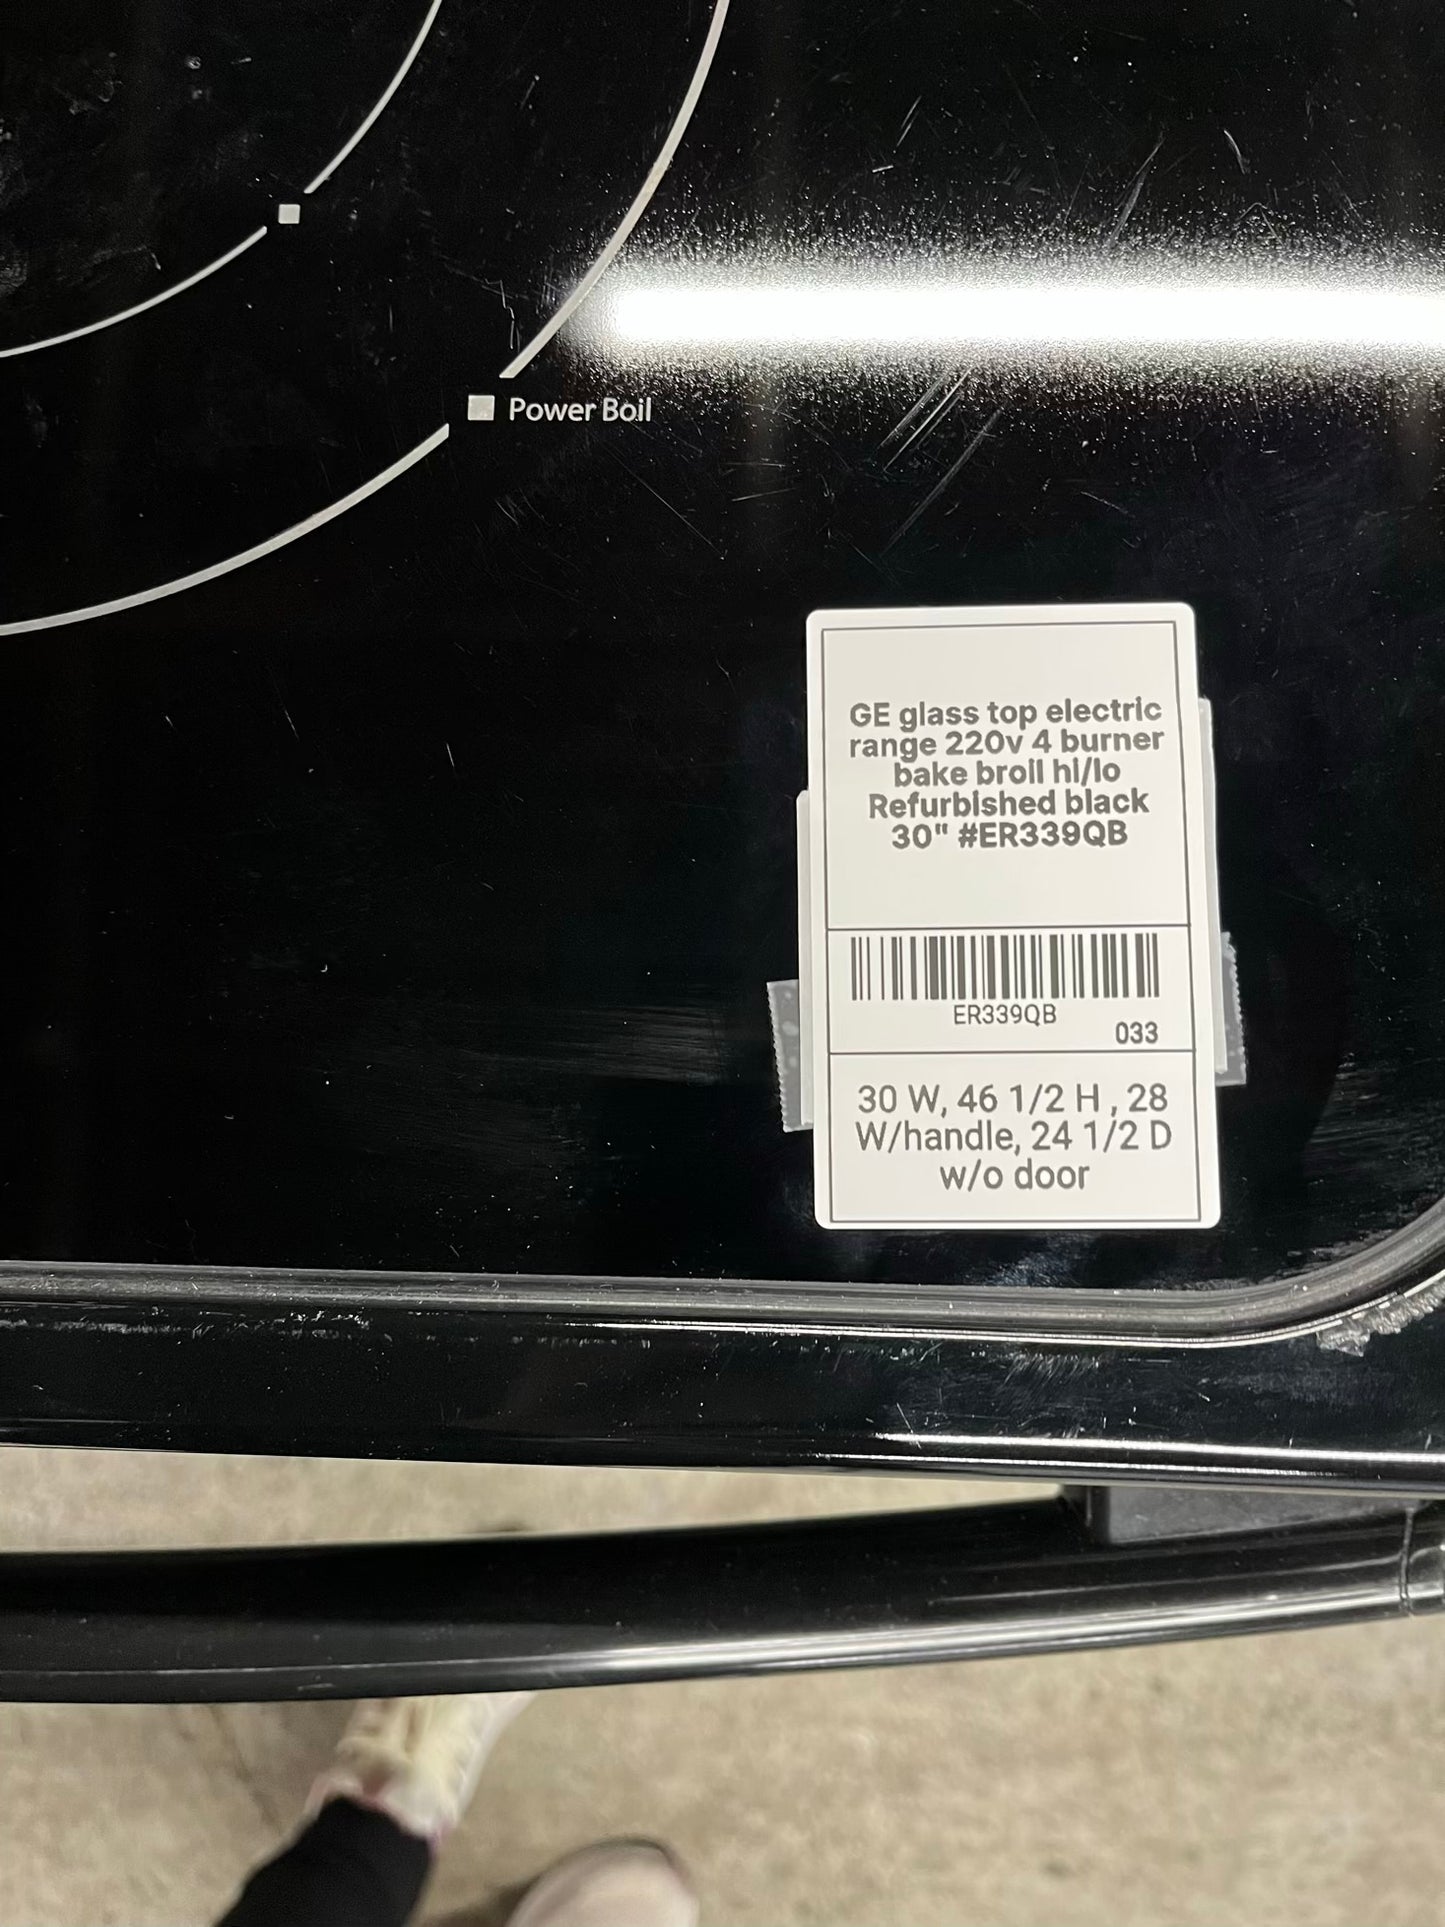 Power Boil
GE glass top electric
range 220v 4 burner
bake broil hi/lo
Refurbished black
30" #ER339QB
ER339QB
033
30 W, 46 1/2 H , 28
W/handle, 24 1/2 D
w/o door